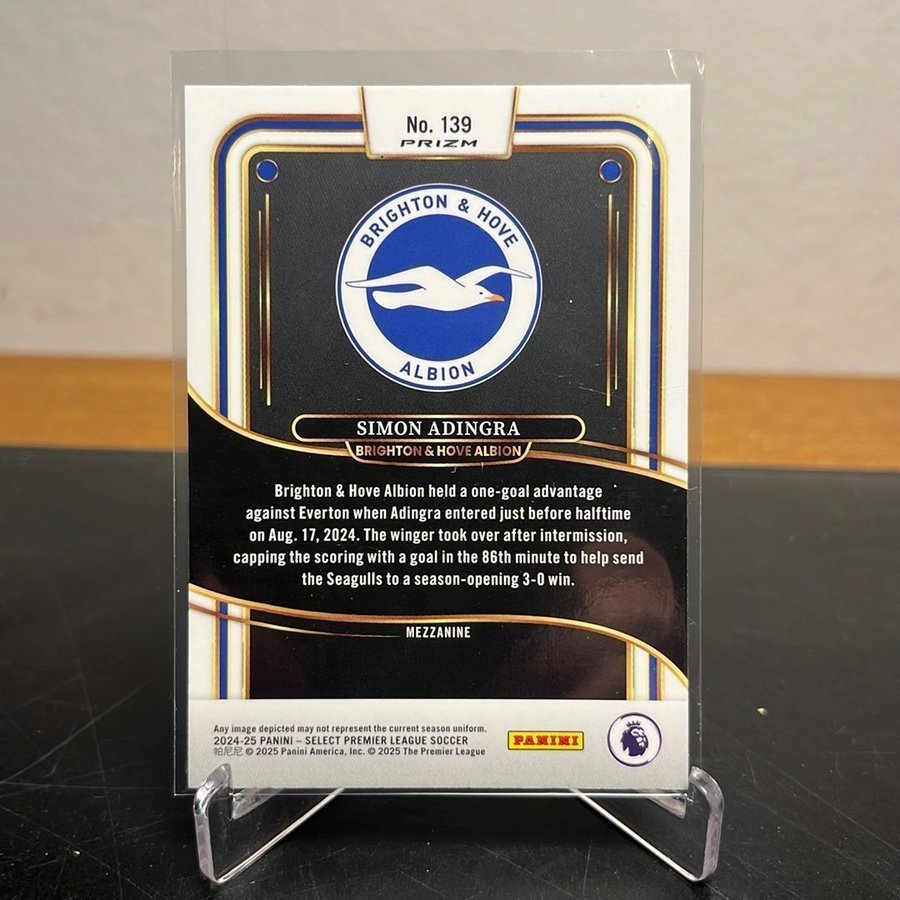 No. 139
PRIZM
BRIGHTON & HOVE
ALBION
SIMON ADINGRA
BRIGHTON & HOVE ALBION
Brighton & Hove Albion held a one-goal advantage
against Everton when Adingra entered just before halftime
on Aug. 17, 2024. The winger took over after intermission,
capping the scoring with a goal in the 86th minute to help send
the Seagulls to a season-opening 3-0 win.
MEZZANINE
Any image depicted may not represent the current season uniform.
2024-25 PANINI – SELECT PREMIER LEAGUE SOCCER
帕尼尼 © 2025 Panini America, Inc. © 2025 The Premier League
PANINI